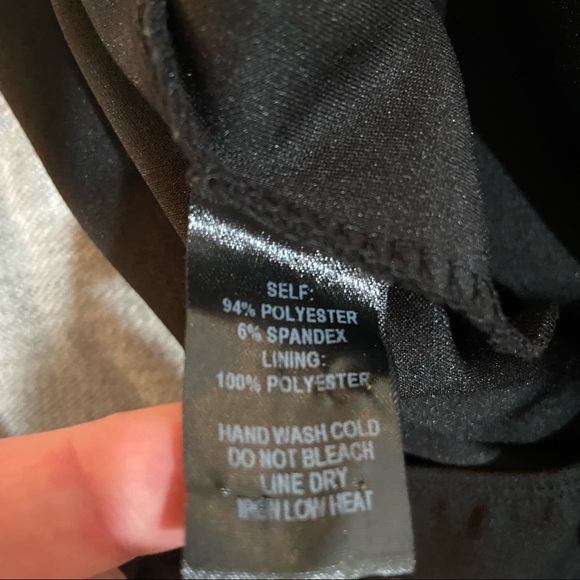 SELF:
94% POLYESTER
6% SPANDEX
LINING:
100% POLYESTER
HAND WASH COLD
DO NOT BLEACH
LINE DRY
IRON LOW HEAT